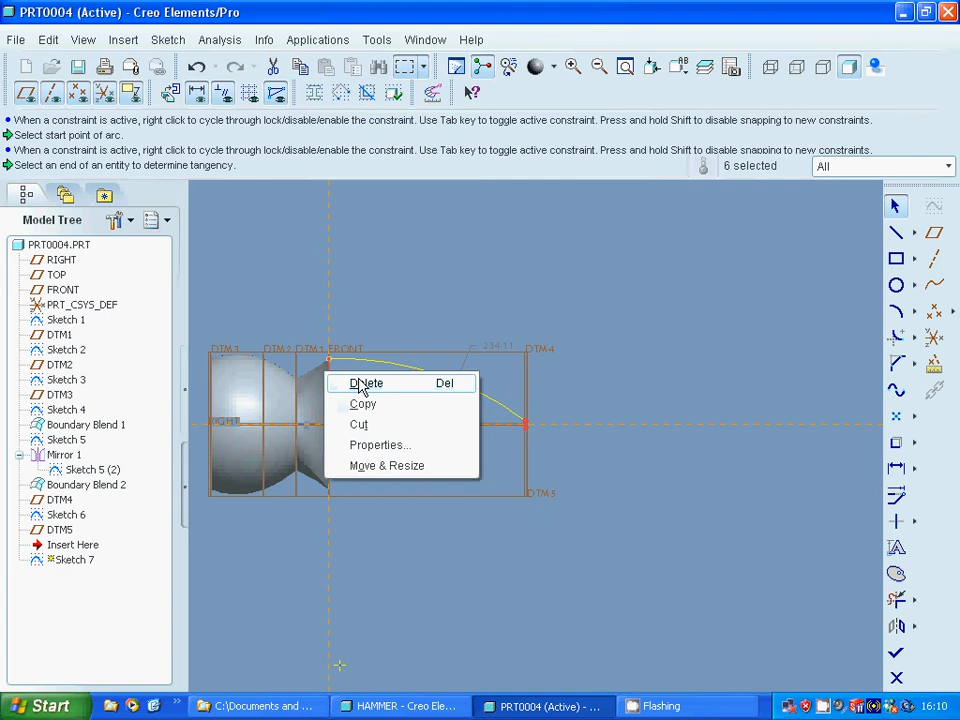 PRT0004 (Active) - Creo Elements/Pro
File Edit View Insert Sketch Analysis Info Applications Tools Window Help
When a constraint is active, right click to cycle through lock/disable/enable the constraint. Use Tab key to toggle active constraint. Press and hold Shift to disable snapping to new constraints.
Select start point of arc.
When a constraint is active, right click to cycle through lock/disable/enable the constraint. Use Tab key to toggle active constraint. Press and hold Shift to disable snapping to new constraints.
Select an end of an entity to determine tangency.
6 selected
All
Model Tree
PRT0004.PRT
RIGHT
TOP
FRONT
PRT_CSYS_DEF
Sketch 1
DTM1
Sketch 2
DTM2
Sketch 3
DTM3
Sketch 4
Boundary Blend 1
Sketch 5
Mirror 1
Sketch 5 (2)
Boundary Blend 2
DTM4
Sketch 6
DTM5
Insert Here
Sketch 7
DTM3 DTM2 DTM1 FRONT 234.11 DTM4
RIGHT
DTM5
Delete Del
Copy
Cut
Properties...
Move & Resize
Start
C:\Documents and ...
HAMMER - Creo Ele...
PRT0004 (Active) - ...
Flashing
16:10